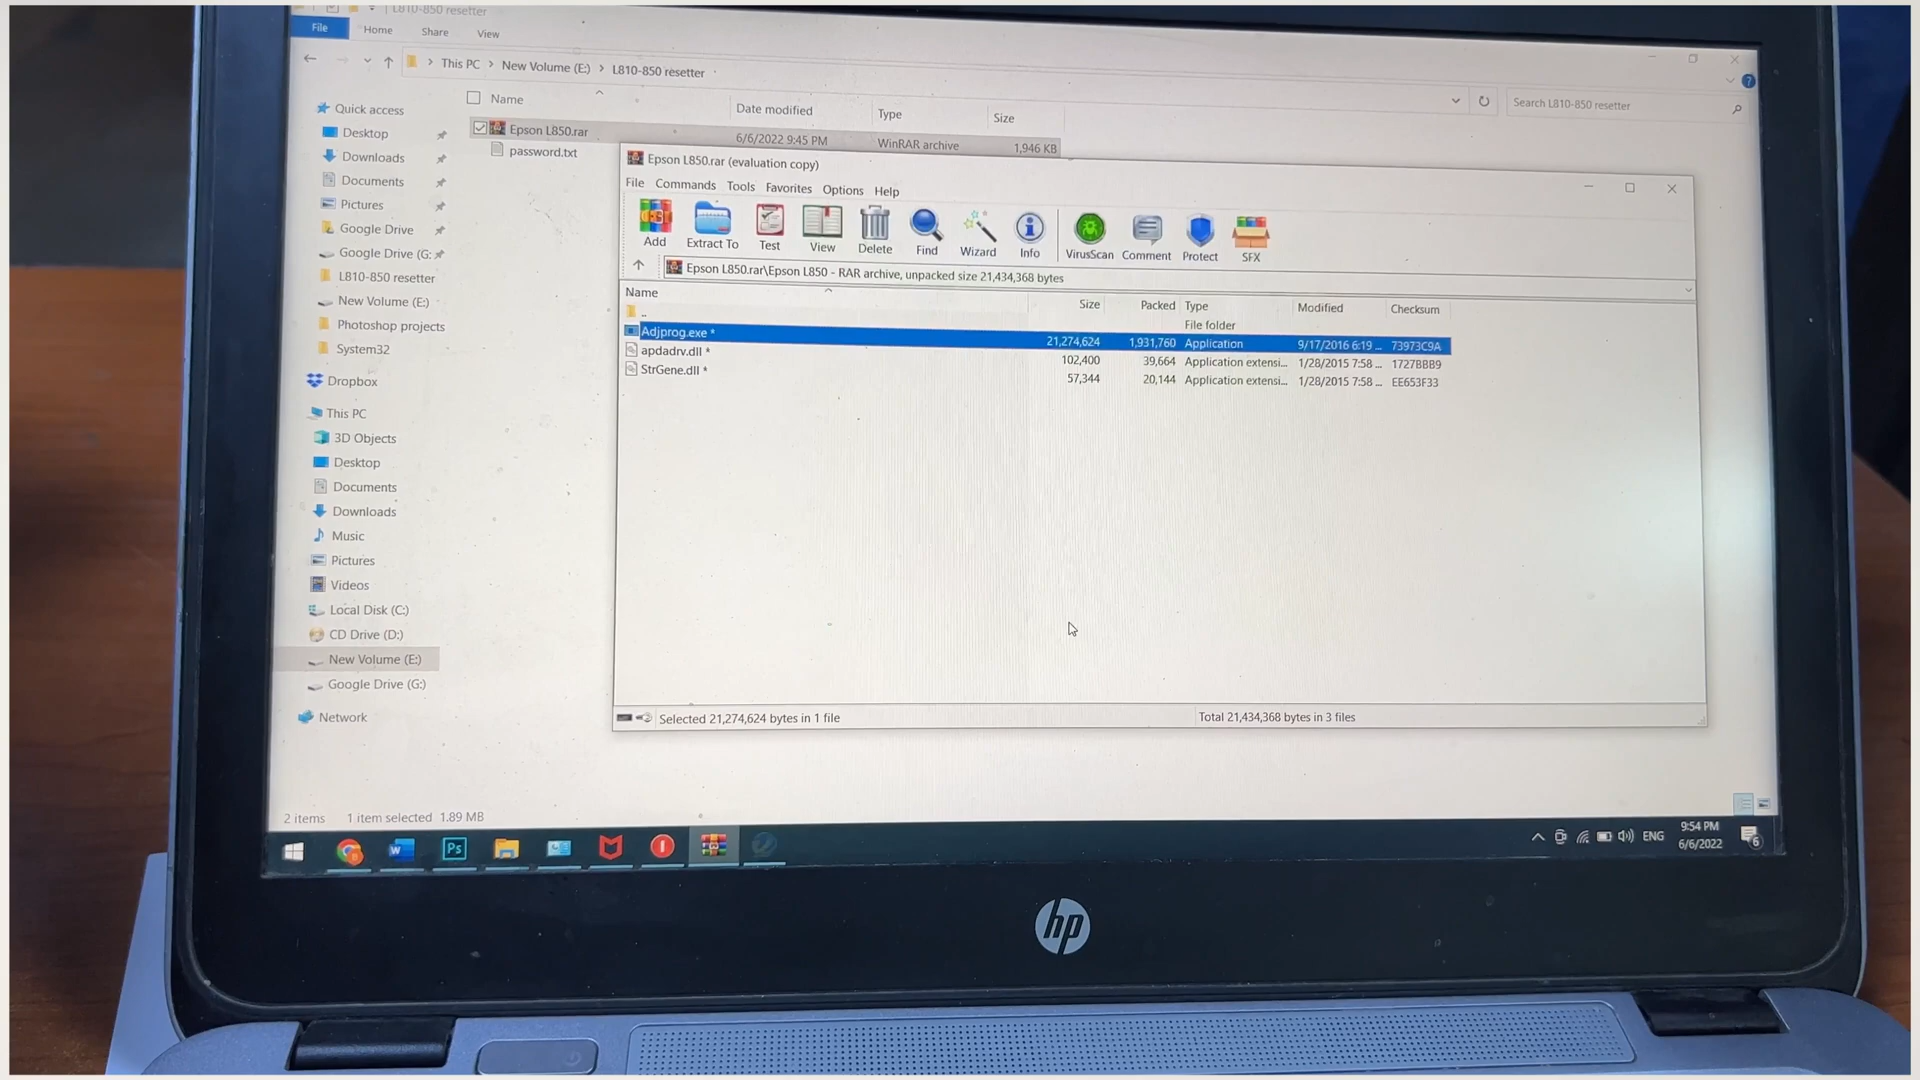 L810-850 resetter
File Home Share View
This PC > New Volume (E:) > L810-850 resetter
Search L810-850 resetter
Name Date modified Type Size
Epson L850.rar 6/6/2022 9:45 PM WinRAR archive 1,946 KB
password.txt
Quick access
Desktop
Downloads
Documents
Pictures
Google Drive
Google Drive (G:
L810-850 resetter
New Volume (E:)
Photoshop projects
System32
Dropbox
This PC
3D Objects
Desktop
Documents
Downloads
Music
Pictures
Videos
Local Disk (C:)
CD Drive (D:)
New Volume (E:)
Google Drive (G:)
Network
2 items 1 item selected 1.89 MB
Epson L850.rar (evaluation copy)
File Commands Tools Favorites Options Help
Add Extract To Test View Delete Find Wizard Info VirusScan Comment Protect SFX
Epson L850.rar\Epson L850 - RAR archive, unpacked size 21,434,368 bytes
Name Size Packed Type Modified Checksum
.. File folder
Adjprog.exe * 21,274,624 1,931,760 Application 9/17/2016 6:19 ... 73973C9A
apdadrv.dll * 102,400 39,664 Application extensi... 1/28/2015 7:58 ... 1727BBB9
StrGene.dll * 57,344 20,144 Application extensi... 1/28/2015 7:58 ... EE653F33
Selected 21,274,624 bytes in 1 file
Total 21,434,368 bytes in 3 files
W
Ps
ENG
9:54 PM
6/6/2022
6
hp